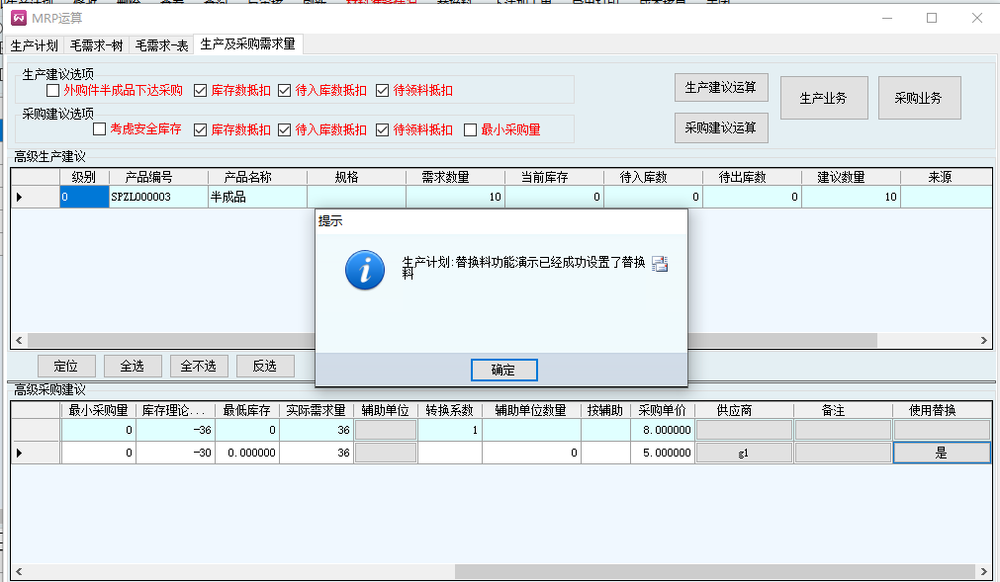 MRP运算
生产计划 毛需求-树 毛需求-表 生产及采购需求量
生产建议选项
外购件半成品下达采购 库存数抵扣 待入库数抵扣 待领料抵扣
采购建议选项
考虑安全库存 库存数抵扣 待入库数抵扣 待领料抵扣 最小采购量
生产建议运算
采购建议运算
生产业务 采购业务
高级生产建议
级别 产品编号 产品名称 规格 需求数量 当前库存 待入库数 待出库数 建议数量 来源
0 SPZL000003 半成品 10 0 0 0 10
提示
生产计划:替换料功能演示已经成功设置了替换
料
确定
定位 全选 全不选 反选
高级采购建议
最小采购量 库存理论... 最低库存 实际需求量 辅助单位 转换系数 辅助单位数量 按辅助 采购单价 供应商 备注 使用替换
0 -36 0 36 1 8.000000
0 -30 0.000000 36 0 5.000000 g1 是